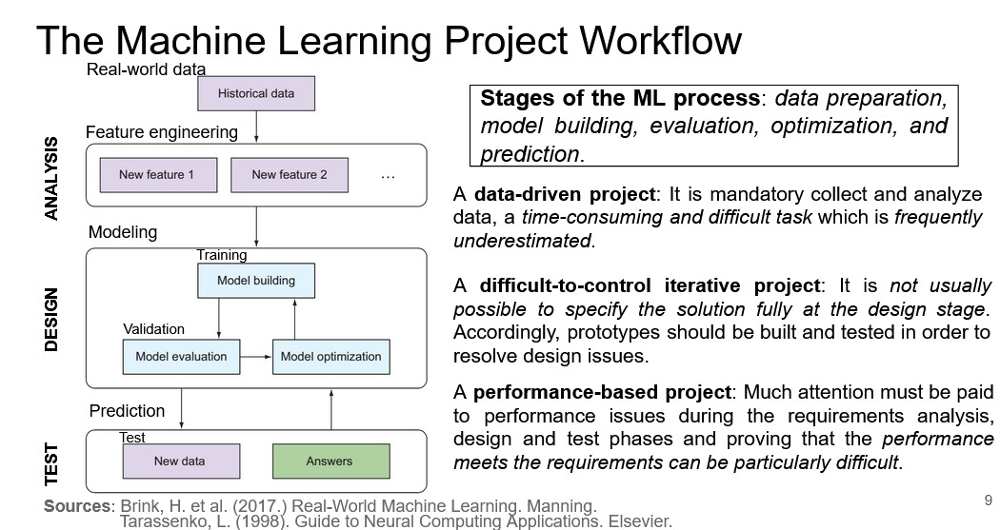 The Machine Learning Project Workflow
Real-world data
Historical data
Feature engineering
ANALYSIS
New feature 1
New feature 2
...
Modeling
DESIGN
Training
Model building
Validation
Model evaluation
Model optimization
Prediction
TEST
Test
New data
Answers
Stages of the ML process: data preparation,
model building, evaluation, optimization, and
prediction.
A data-driven project: It is mandatory collect and analyze
data, a time-consuming and difficult task which is frequently
underestimated.
A difficult-to-control iterative project: It is not usually
possible to specify the solution fully at the design stage.
Accordingly, prototypes should be built and tested in order to
resolve design issues.
A performance-based project: Much attention must be paid
to performance issues during the requirements analysis,
design and test phases and proving that the performance
meets the requirements can be particularly difficult.
Sources: Brink, H. et al. (2017.) Real-World Machine Learning. Manning.
Tarassenko, L. (1998). Guide to Neural Computing Applications. Elsevier.
9